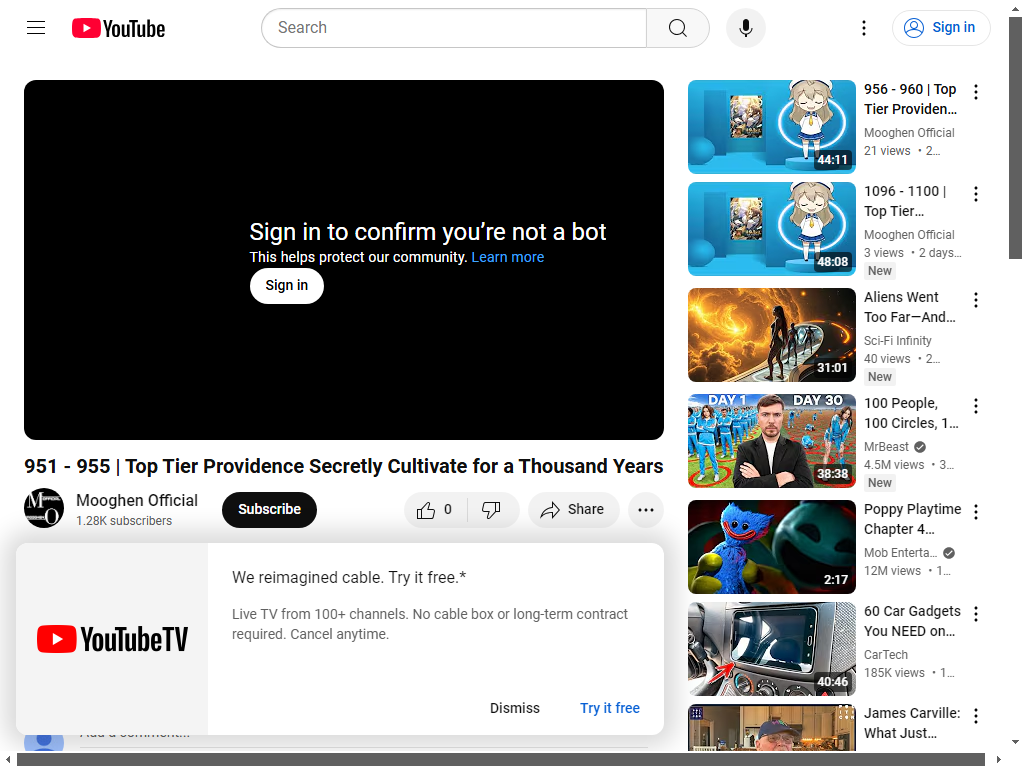 YouTube
Search
Sign in
Sign in to confirm you’re not a bot
This helps protect our community. Learn more
Sign in
951 - 955 | Top Tier Providence Secretly Cultivate for a Thousand Years
Mooghen Official
1.28K subscribers
Subscribe
0
Share
We reimagined cable. Try it free.*
Live TV from 100+ channels. No cable box or long-term contract
required. Cancel anytime.
YouTubeTV
Dismiss
Try it free
Add a comment...
956 - 960 | Top
Tier Providen…
Mooghen Official
21 views • 2…
44:11
1096 - 1100 |
Top Tier…
Mooghen Official
3 views • 2 days…
New
48:08
Aliens Went
Too Far—And…
Sci-Fi Infinity
40 views • 2…
New
31:01
DAY 1
DAY 30
100 People,
100 Circles, 1…
MrBeast
4.5M views • 3…
New
38:38
Poppy Playtime
Chapter 4…
Mob Enterta…
12M views • 1…
2:17
60 Car Gadgets
You NEED on…
CarTech
185K views • 1…
40:46
James Carville:
What Just…